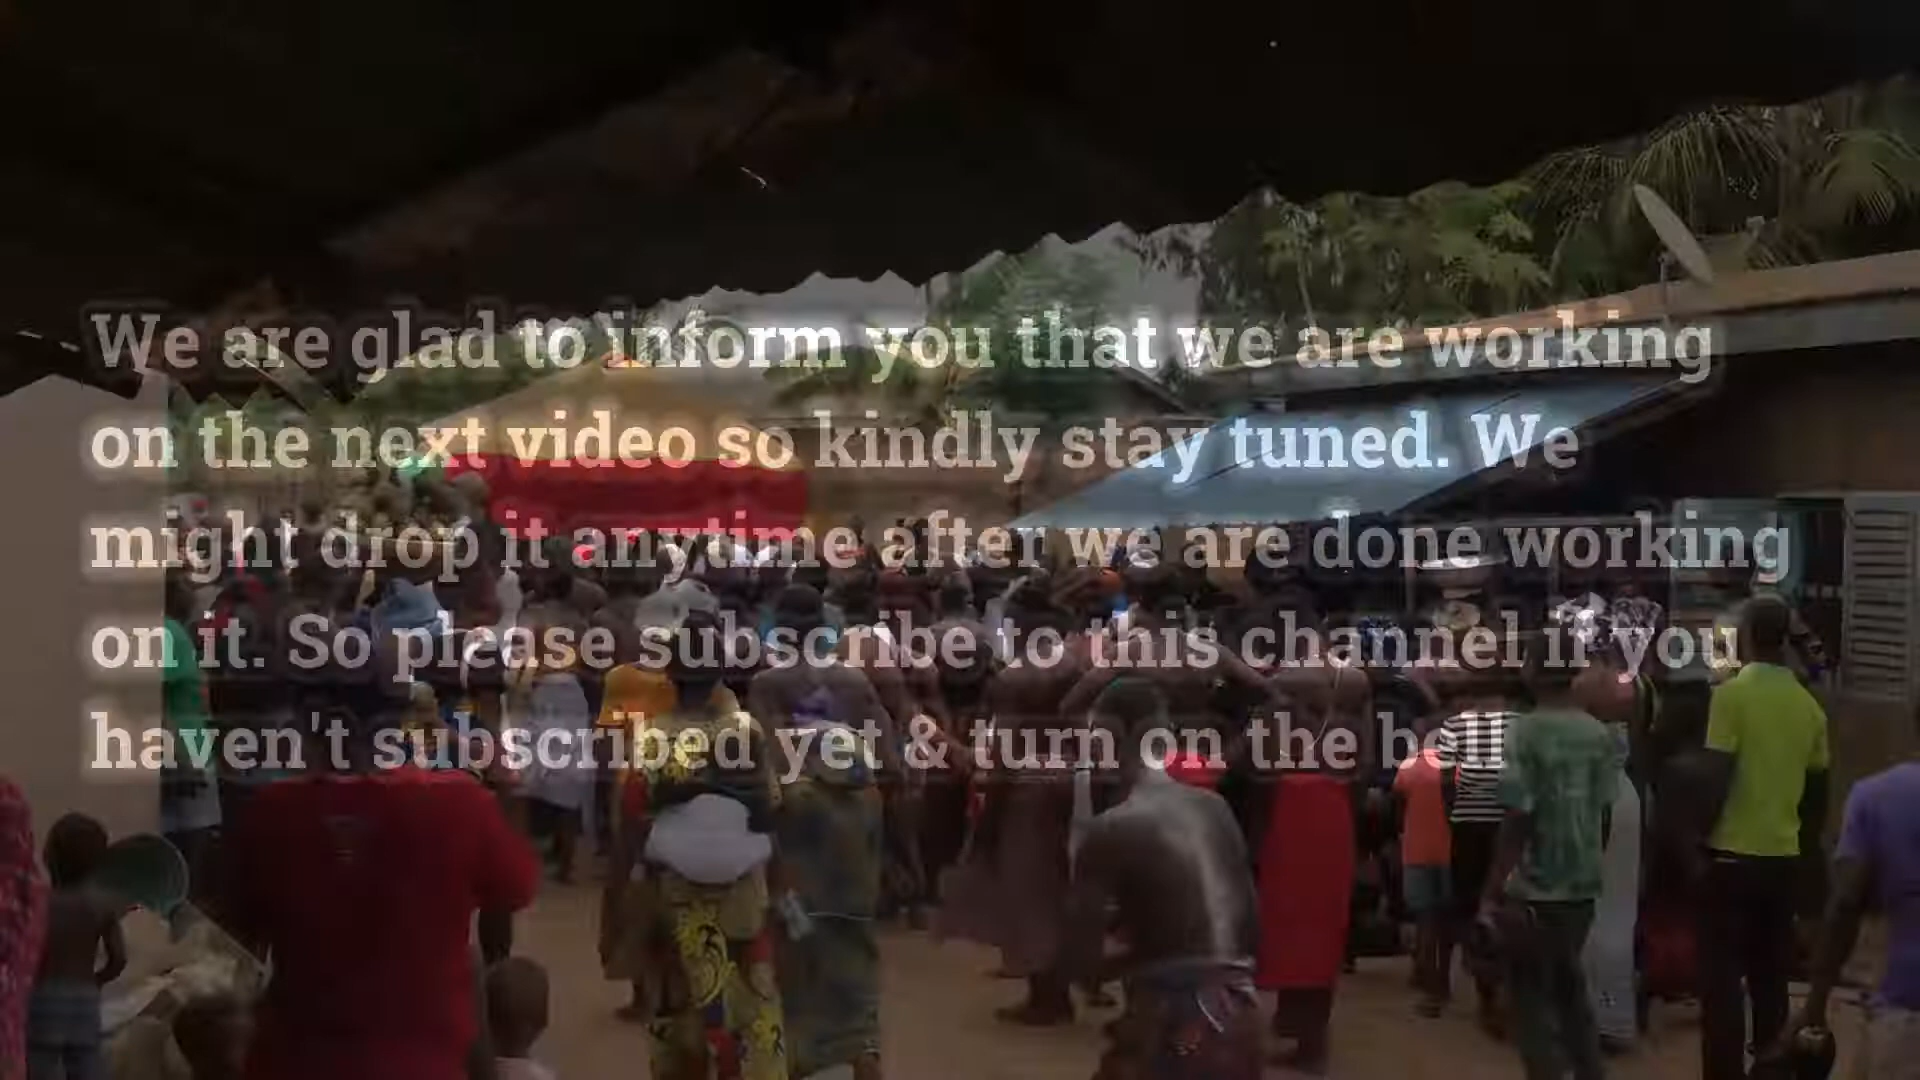 We are glad to inform you that we are working
on the next video so kindly stay tuned. We
might drop it anytime after we are done working
on it. So please subscribe to this channel if you
haven't subscribed yet & turn on the bell